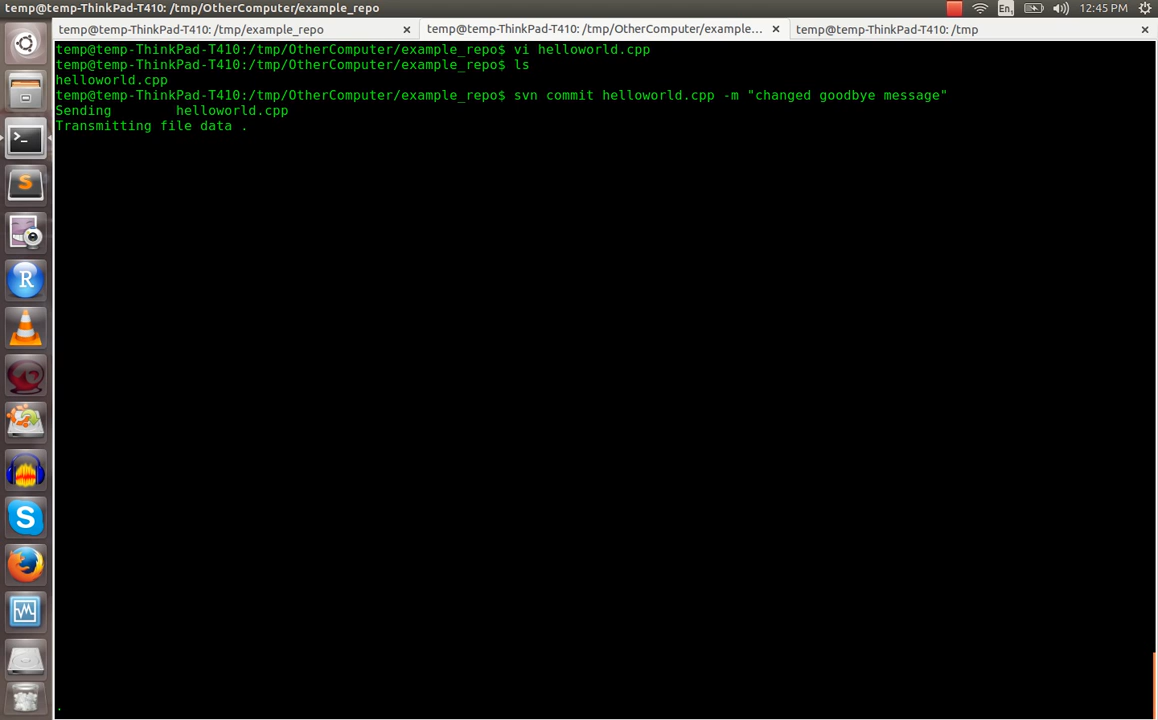 temp@temp-ThinkPad-T410: /tmp/OtherComputer/example_repo
En1 12:45 PM
temp@temp-ThinkPad-T410: /tmp/example_repo
temp@temp-ThinkPad-T410: /tmp/OtherComputer/example...
temp@temp-ThinkPad-T410: /tmp
temp@temp-ThinkPad-T410:/tmp/OtherComputer/example_repo$ vi helloworld.cpp
temp@temp-ThinkPad-T410:/tmp/OtherComputer/example_repo$ ls
helloworld.cpp
temp@temp-ThinkPad-T410:/tmp/OtherComputer/example_repo$ svn commit helloworld.cpp -m "changed goodbye message"
Sending        helloworld.cpp
Transmitting file data .
.